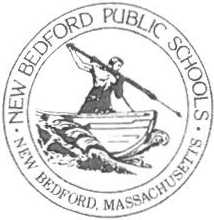 NEW BEDFORD PUBLIC SCHOOLS
NEW BEDFORD, MASSACHUSETTS